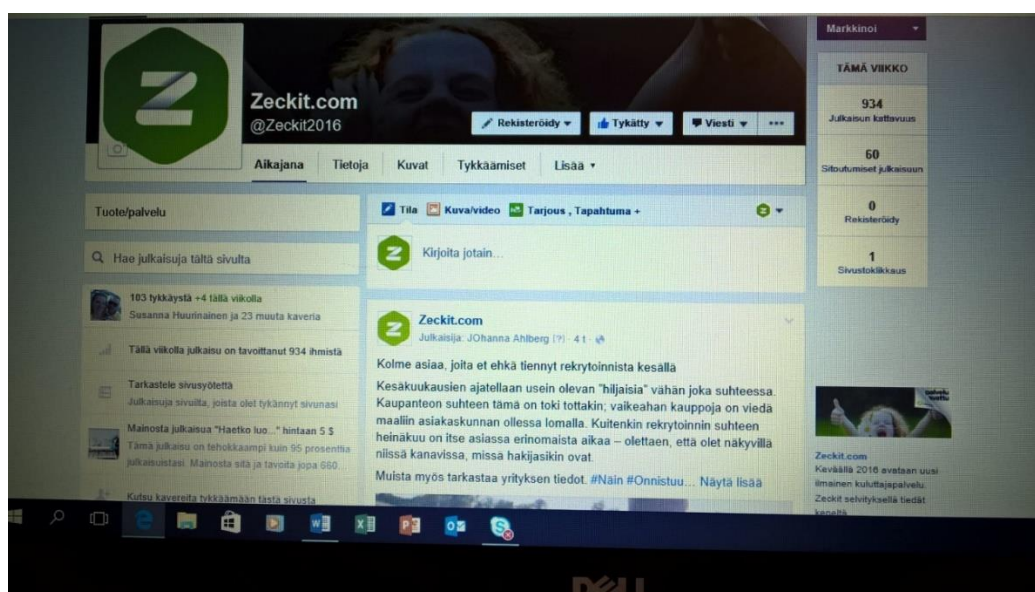 Zeckit.com
@Zeckit2016
Rekisteröidy
Tykätty
Viesti
Aikajana Tietoja Kuvat Tykkäämiset Lisää
Markkinoi
TÄMÄ VIIKKO
934
Julkaisun kattavuus
60
Sitoutumiset julkaisuun
0
Rekisteröidy
1
Sivustoklikkaus
Tuote/palvelu
Hae julkaisuja tältä sivulta
103 tykkäystä +4 tällä viikolla
Susanna Huurinainen ja 23 muuta kaveria
Tällä viikolla julkaisu on tavoittanut 934 ihmistä
Tarkastele sivusyötettä
Julkaisuja sivuilta, joista olet tykännyt sivunasi
Mainosta julkaisua "Haetko luo..." hintaan 5 $
Tämä julkaisu on tehokkaampi kuin 95 prosenttia
julkaisuistasi. Mainosta sitä ja tavoita jopa 660...
Kutsu kavereita tykkäämään tästä sivusta
Tila Kuva/video Tarjous , Tapahtuma +
Kirjoita jotain...
Zeckit.com
Julkaisija: JOhanna Ahlberg [?] · 4 t ·
Kolme asiaa, joita et ehkä tiennyt rekrytoinnista kesällä
Kesäkuukausien ajatellaan usein olevan "hiljaisia" vähän joka suhteessa.
Kaupanteon suhteen tämä on toki tottakin; vaikeahan kauppoja on viedä
maaliin asiakaskunnan ollessa lomalla. Kuitenkin rekrytoinnin suhteen
heinäkuu on itse asiassa erinomaista aikaa – olettaen, että olet näkyvillä
niissä kanavissa, missä hakijasikin ovat.
Muista myös tarkastaa yrityksen tiedot. #Näin #Onnistuu... Näytä lisää
Zeckit.com
Keväällä 2016 avataan uusi
ilmainen kuluttajapalvelu.
Zeckit selvityksellä tiedät
keneltä
DELL